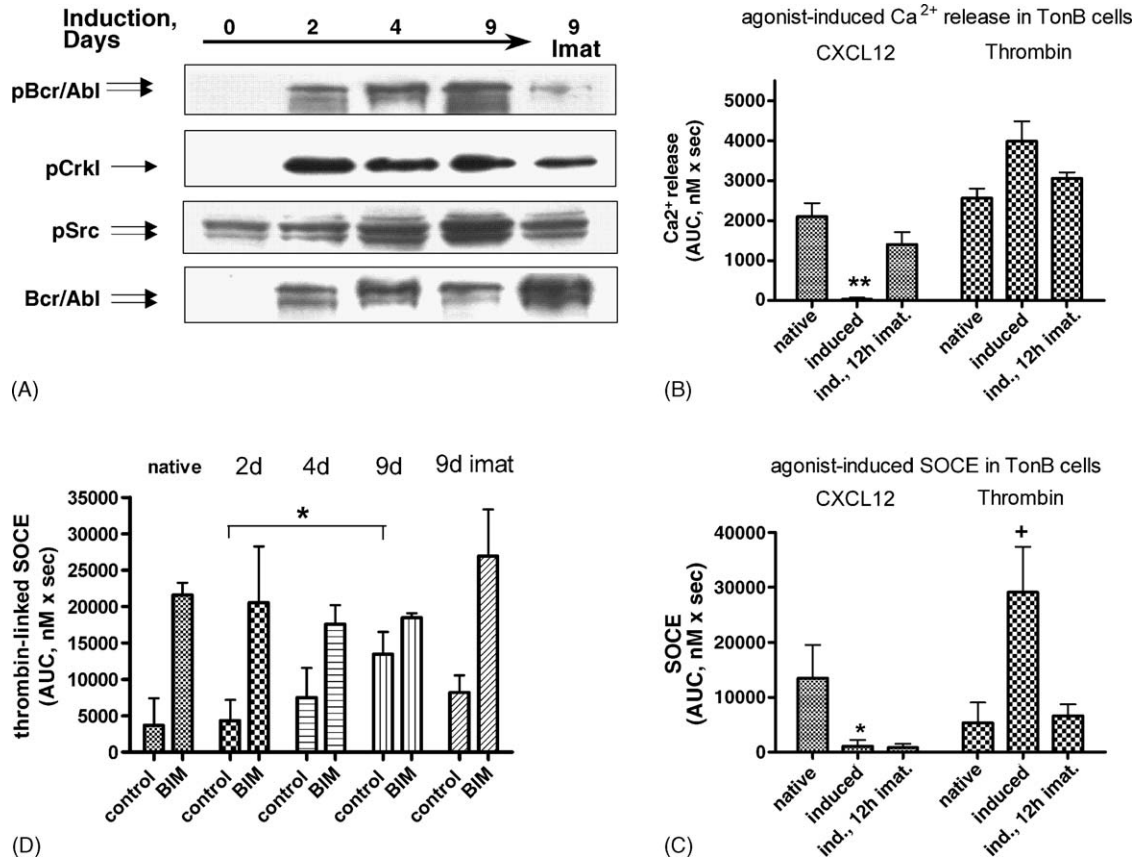 Induction, Days
0 2 4 9 9 Imat
pBcr/Abl
pCrkl
pSrc
Bcr/Abl
(A)
agonist-induced Ca2+ release in TonB cells
CXCL12 Thrombin
Ca2+ release
(AUC, nM x sec)
5000
4000
3000
2000
1000
0
**
native
induced
ind., 12h imat.
native
induced
ind., 12h imat.
(B)
native 2d 4d 9d 9d imat
thrombin-linked SOCE
(AUC, nM x sec)
35000
30000
25000
20000
15000
10000
5000
0
*
control
BIM
control
BIM
control
BIM
control
BIM
control
BIM
(D)
agonist-induced SOCE in TonB cells
CXCL12 Thrombin
SOCE
(AUC, nM x sec)
40000
30000
20000
10000
0
*
+
native
induced
ind., 12h imat.
native
induced
ind., 12h imat.
(C)